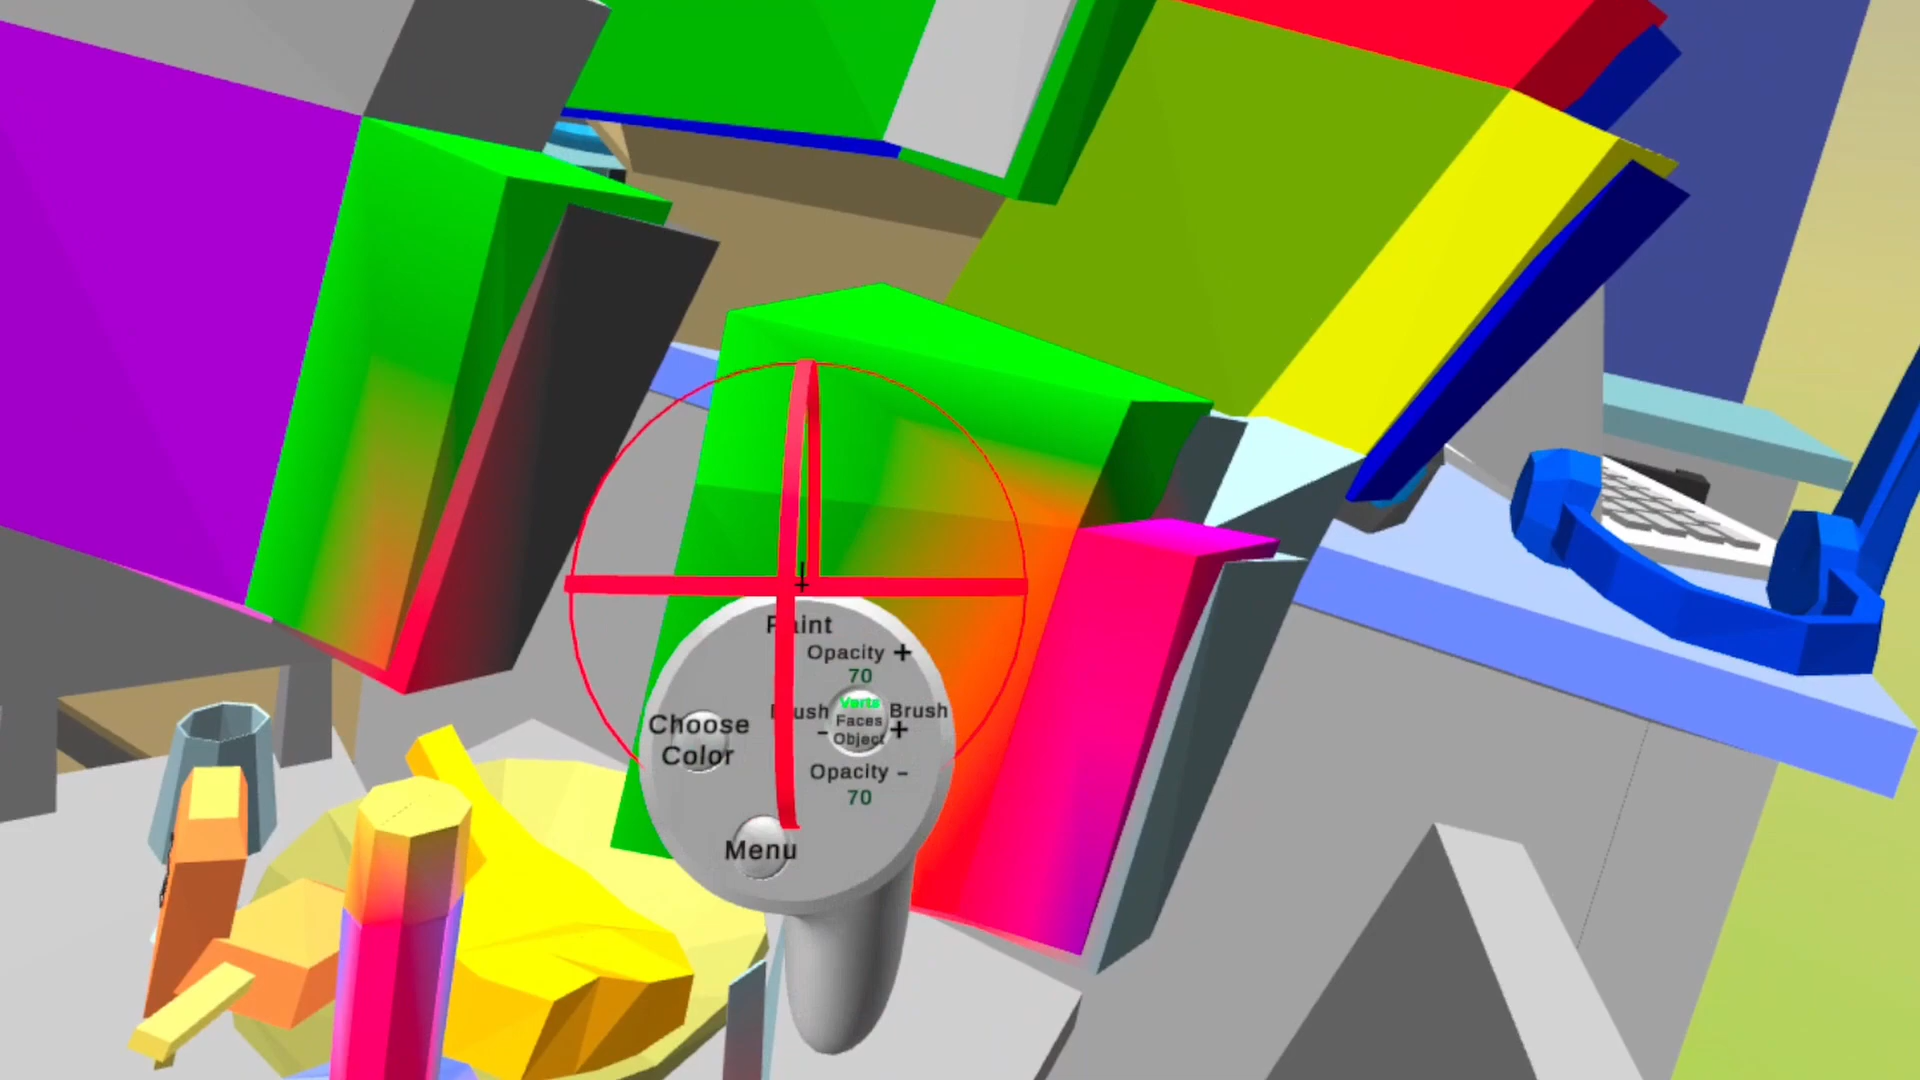 Paint
Opacity +
70
Brush -
Verts
Faces
Object
Brush +
Choose
Color
Opacity -
70
Menu